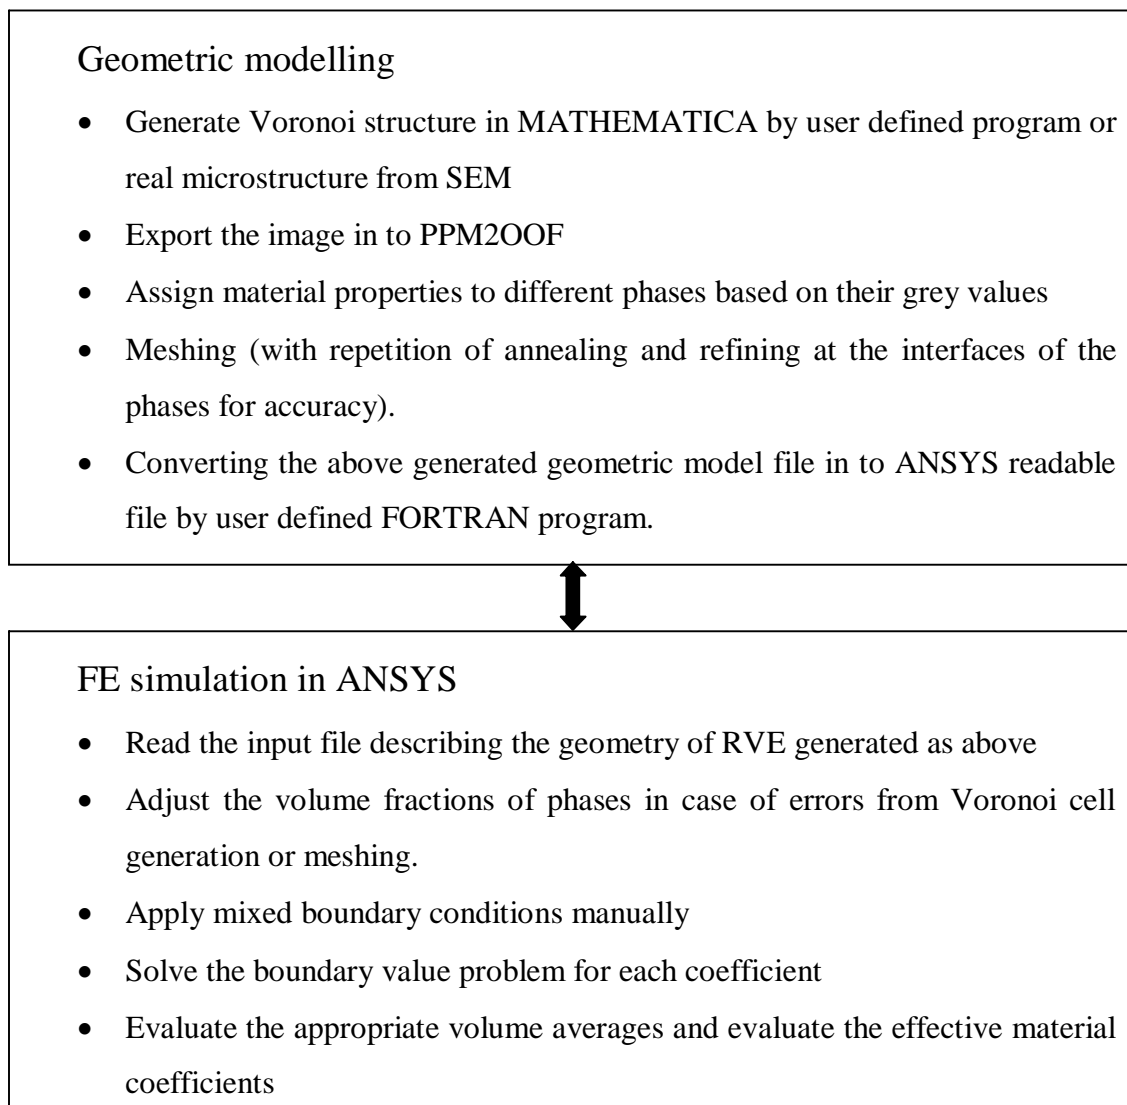 Geometric modelling
• Generate Voronoi structure in MATHEMATICA by user defined program or
real microstructure from SEM
• Export the image in to PPM2OOF
• Assign material properties to different phases based on their grey values
• Meshing (with repetition of annealing and refining at the interfaces of the
phases for accuracy).
• Converting the above generated geometric model file in to ANSYS readable
file by user defined FORTRAN program.
FE simulation in ANSYS
• Read the input file describing the geometry of RVE generated as above
• Adjust the volume fractions of phases in case of errors from Voronoi cell
generation or meshing.
• Apply mixed boundary conditions manually
• Solve the boundary value problem for each coefficient
• Evaluate the appropriate volume averages and evaluate the effective material
coefficients